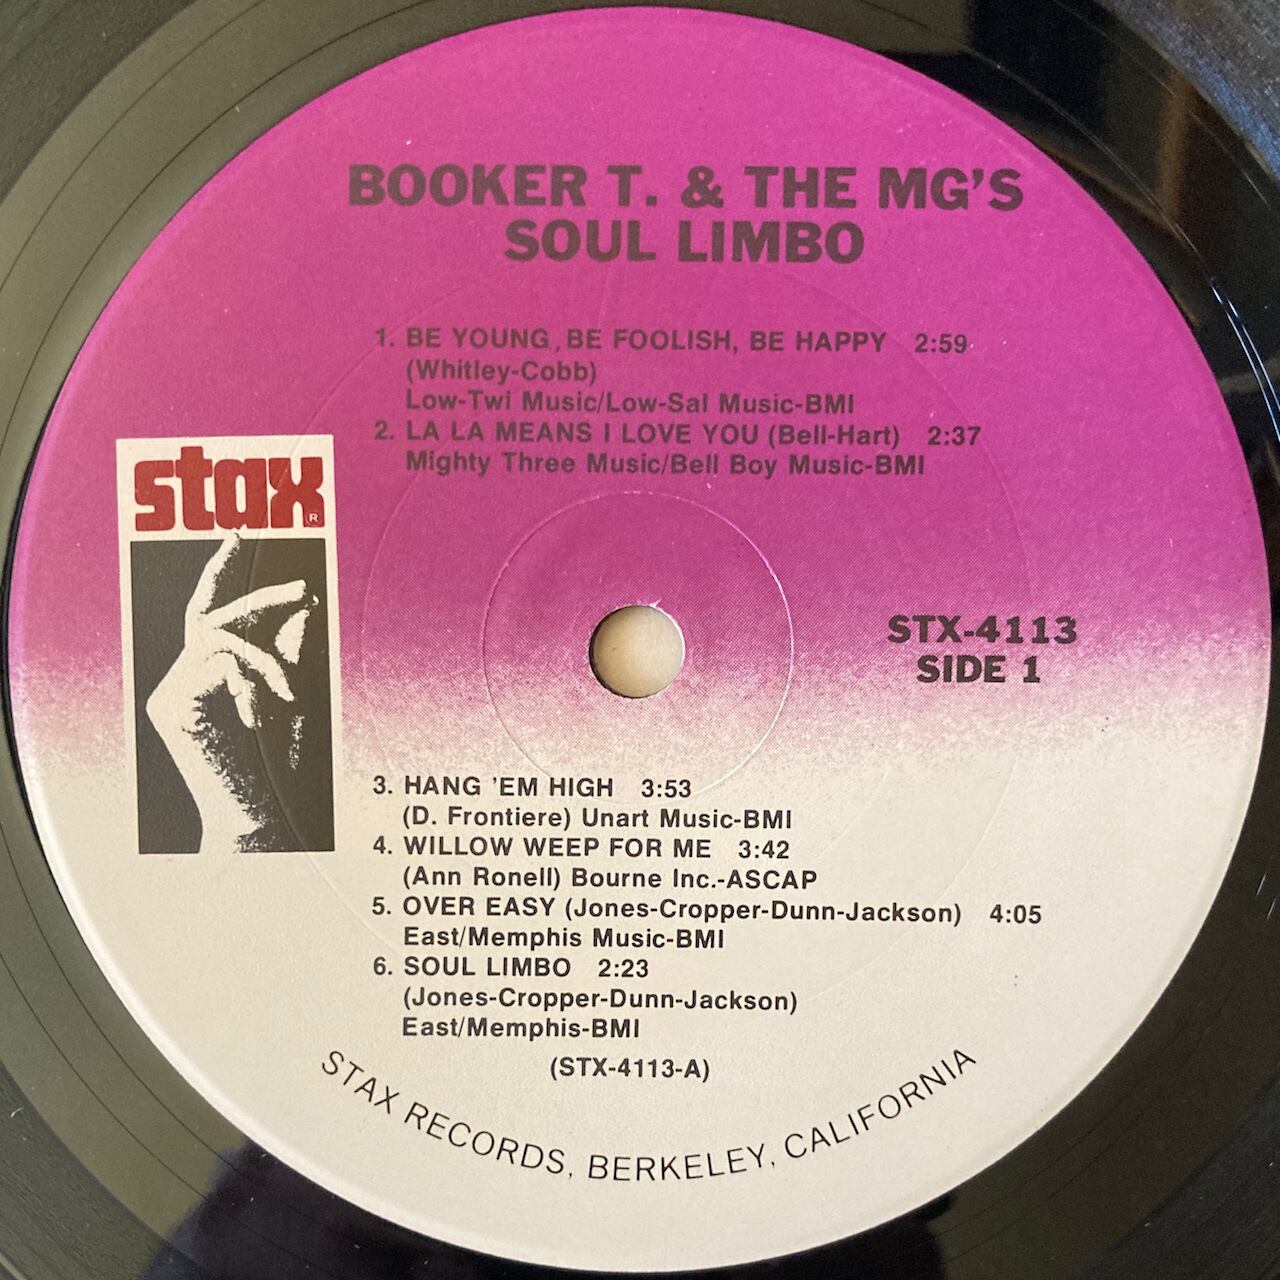 BOOKER T. & THE MG'S
SOUL LIMBO
1. BE YOUNG, BE FOOLISH, BE HAPPY 2:59
(Whitley-Cobb)
Low-Twi Music/Low-Sal Music-BMI
2. LA LA MEANS I LOVE YOU (Bell-Hart) 2:37
Mighty Three Music/Bell Boy Music-BMI
stax
R
STX-4113
SIDE 1
3. HANG 'EM HIGH 3:53
(D. Frontiere) Unart Music-BMI
4. WILLOW WEEP FOR ME 3:42
(Ann Ronell) Bourne Inc.-ASCAP
5. OVER EASY (Jones-Cropper-Dunn-Jackson) 4:05
East/Memphis Music-BMI
6. SOUL LIMBO 2:23
(Jones-Cropper-Dunn-Jackson)
East/Memphis-BMI
(STX-4113-A)
STAX RECORDS, BERKELEY, CALIFORNIA